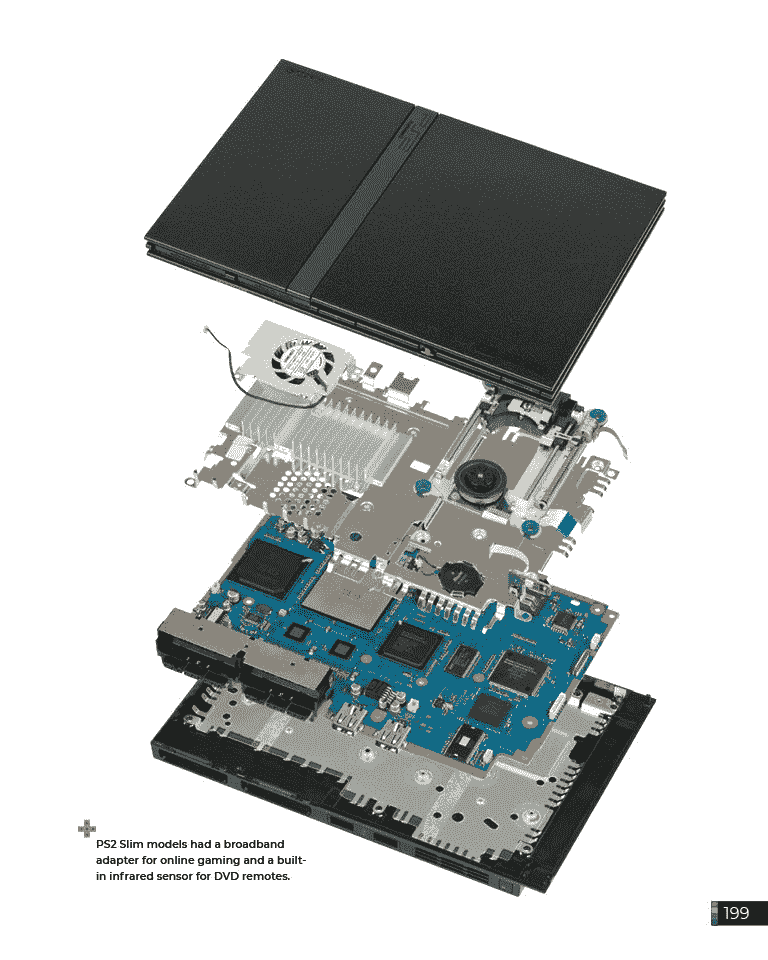 PS2 Slim models had a broadband
adapter for online gaming and a built-
in infrared sensor for DVD remotes.
199